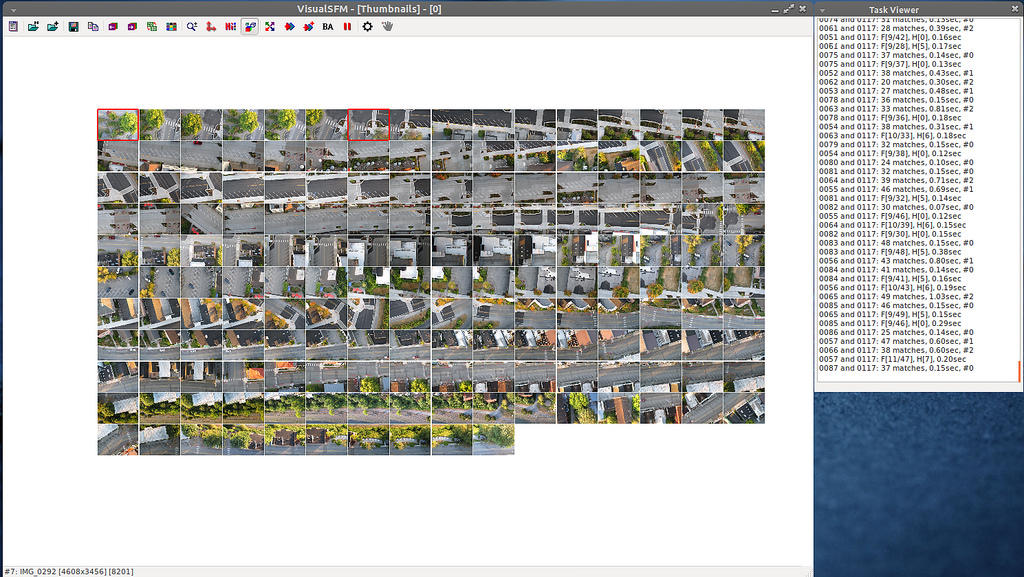 VisualSFM - [Thumbnails] - [0]
BA
#7: IMG_0292 [4608x3456] [8201]
Task Viewer
0074 and 0117: 31 matches, 0.13sec, #0
0061 and 0117: 28 matches, 0.39sec, #2
0051 and 0117: F[9/42], H[0], 0.16sec
0061 and 0117: F[9/28], H[5], 0.17sec
0075 and 0117: 37 matches, 0.14sec, #0
0075 and 0117: F[9/37], H[0], 0.13sec
0052 and 0117: 38 matches, 0.43sec, #1
0062 and 0117: 20 matches, 0.30sec, #2
0053 and 0117: 27 matches, 0.48sec, #1
0078 and 0117: 36 matches, 0.15sec, #0
0063 and 0117: 33 matches, 0.81sec, #2
0078 and 0117: F[9/36], H[0], 0.18sec
0054 and 0117: 38 matches, 0.31sec, #1
0063 and 0117: F[10/33], H[6], 0.18sec
0079 and 0117: 32 matches, 0.15sec, #0
0054 and 0117: F[9/38], H[0], 0.12sec
0080 and 0117: 24 matches, 0.10sec, #0
0081 and 0117: 32 matches, 0.15sec, #0
0064 and 0117: 39 matches, 0.71sec, #2
0055 and 0117: 46 matches, 0.69sec, #1
0081 and 0117: F[9/32], H[5], 0.14sec
0082 and 0117: 30 matches, 0.07sec, #0
0055 and 0117: F[9/46], H[0], 0.12sec
0064 and 0117: F[10/39], H[6], 0.15sec
0082 and 0117: F[9/30], H[0], 0.15sec
0083 and 0117: 48 matches, 0.15sec, #0
0083 and 0117: F[9/48], H[5], 0.38sec
0056 and 0117: 43 matches, 0.80sec, #1
0084 and 0117: 41 matches, 0.14sec, #0
0084 and 0117: F[9/41], H[5], 0.16sec
0056 and 0117: F[10/43], H[6], 0.19sec
0065 and 0117: 49 matches, 1.03sec, #2
0085 and 0117: 46 matches, 0.15sec, #0
0065 and 0117: F[9/49], H[5], 0.15sec
0085 and 0117: F[9/46], H[0], 0.29sec
0086 and 0117: 25 matches, 0.14sec, #0
0057 and 0117: 47 matches, 0.60sec, #1
0066 and 0117: 38 matches, 0.60sec, #2
0057 and 0117: F[11/47], H[7], 0.20sec
0087 and 0117: 37 matches, 0.15sec, #0